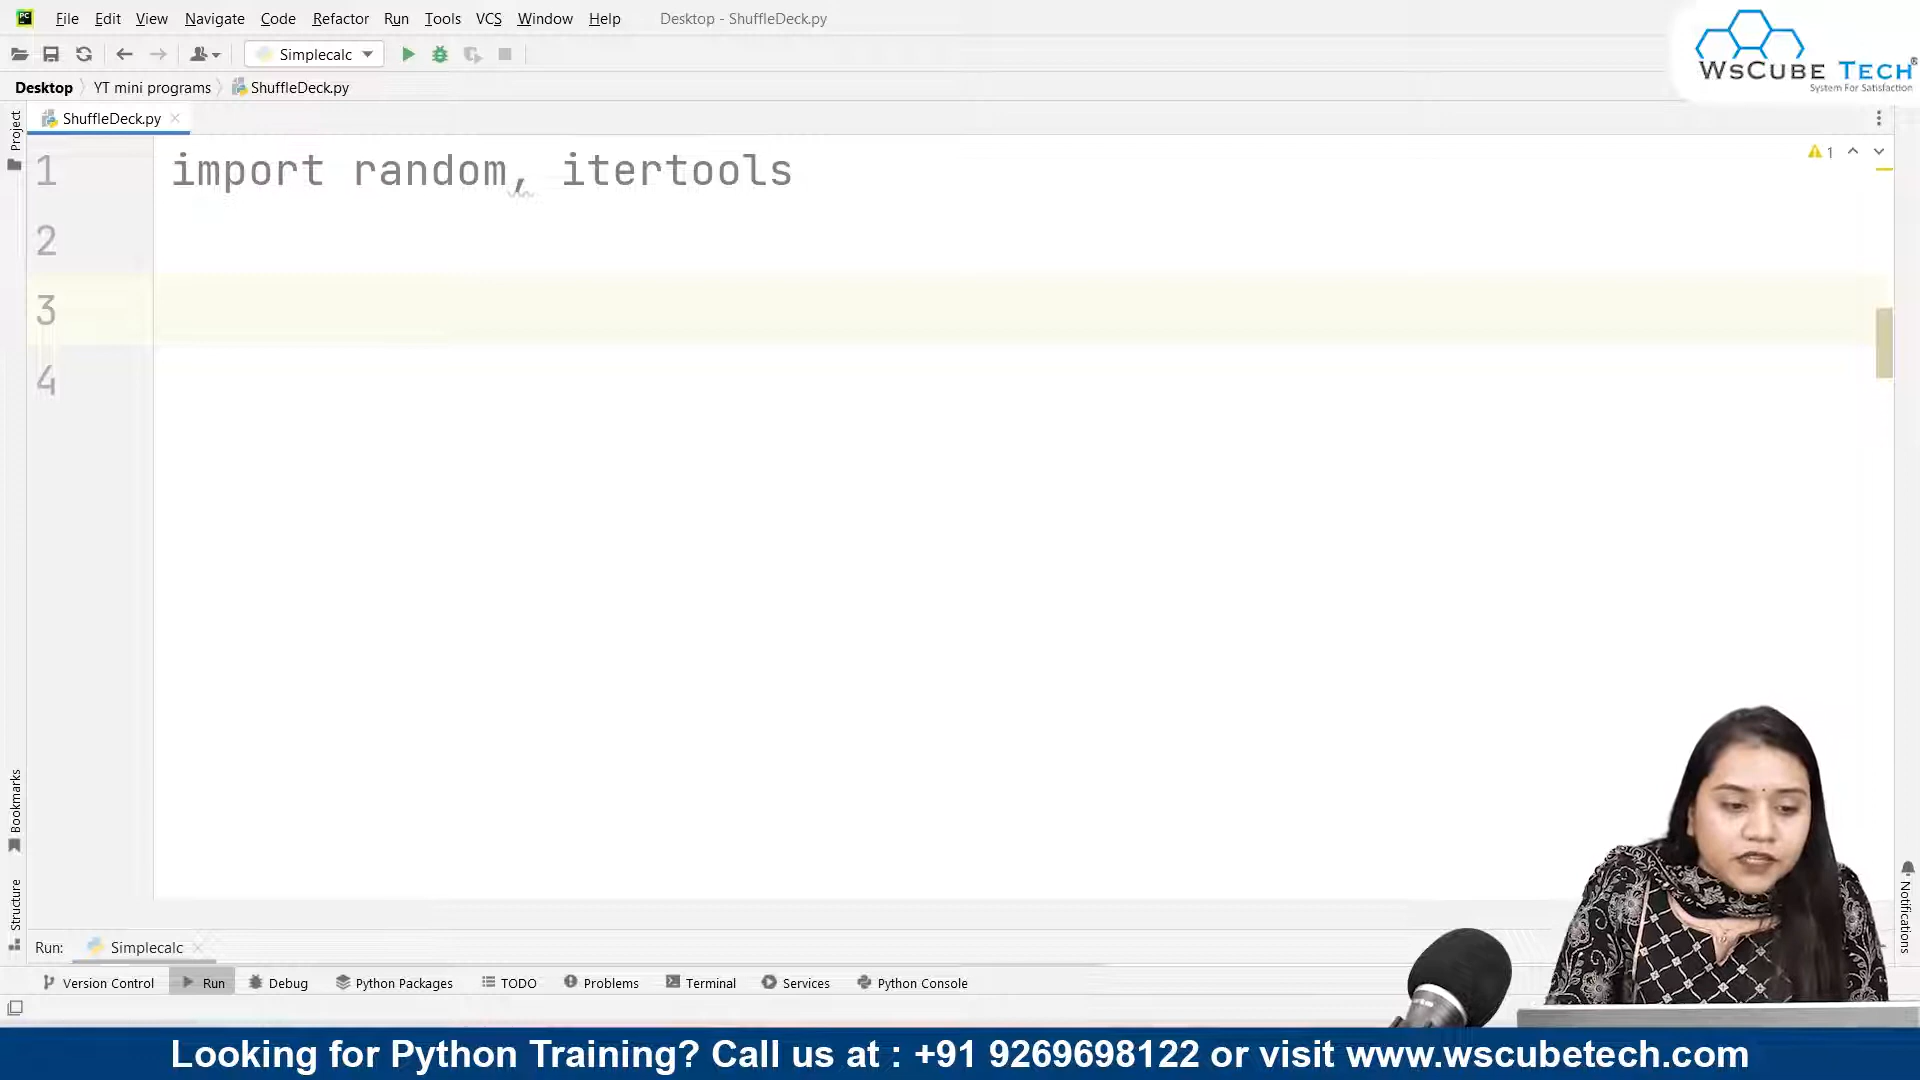 File Edit View Navigate Code Refactor Run Tools VCS Window Help Desktop - ShuffleDeck.py
Simplecalc
Desktop YT mini programs ShuffleDeck.py
ShuffleDeck.py
WsCube Tech®
System For Satisfaction
Project
1 import random, itertools
1
2
3
4
Bookmarks
Structure
Notifications
Run: Simplecalc
Version Control Run Debug Python Packages TODO Problems Terminal Services Python Console
Looking for Python Training? Call us at : +91 9269698122 or visit www.wscubetech.com